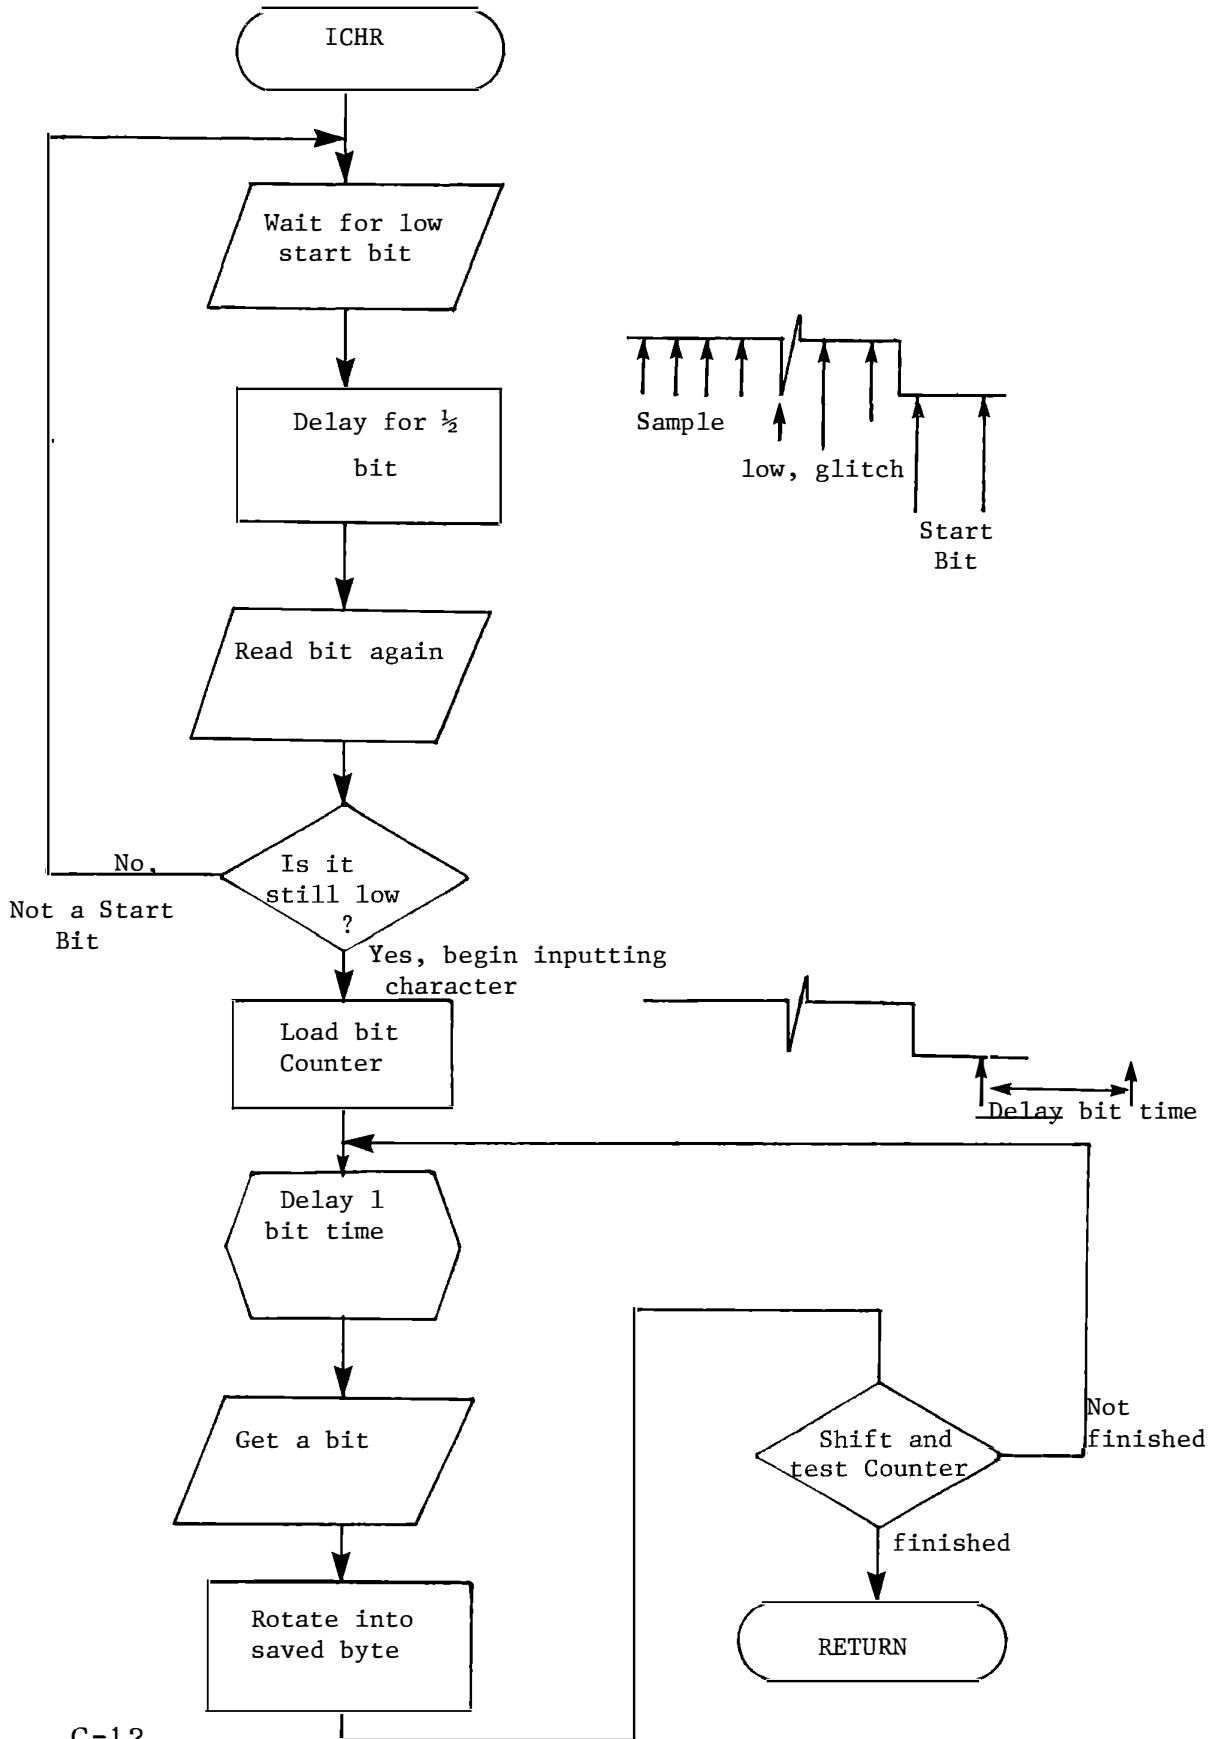 ICHR
Wait for low
start bit
Delay for ½
bit
Sample
low, glitch
Start
Bit
Read bit again
Is it
still low
?
No,
Not a Start
Bit
Yes, begin inputting
character
Load bit
Counter
Delay bit time
Delay 1
bit time
Get a bit
Shift and
test Counter
Not
finished
finished
Rotate into
saved byte
RETURN
C-12